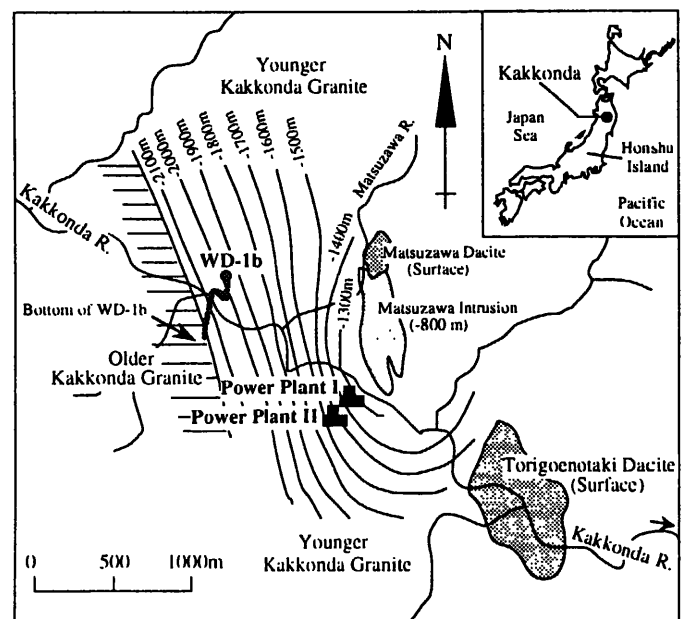 Younger
Kakkonda Granite
N
Kakkonda
Japan
Sea
Honshu
Island
Pacific
Ocean
-2100m
-2000m
-1900m
-1800m
-1700m
-1600m
-1500m
Matsuzawa R.
Kakkonda R.
WD-1b
-1400m
Matsuzawa Dacite
(Surface)
-1300m
Matsuzawa Intrusion
(-800 m)
Bottom of WD-1b
Older
Kakkonda Granite
Power Plant I
Power Plant II
Torigoenotaki Dacite
(Surface)
Kakkonda R.
Younger
Kakkonda Granite
0 500 1000m